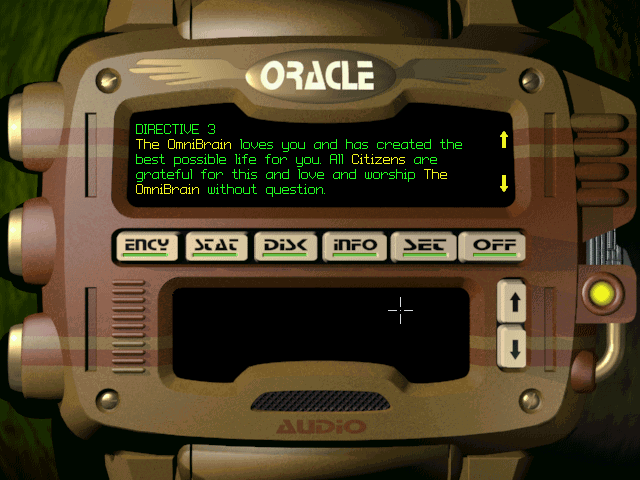 ORACLE
DIRECTIVE 3
The OmniBrain loves you and has created the
best possible life for you. All Citizens are
grateful for this and love and worship The
OmniBrain without question.
ENCY STAT DISK INFO SET OFF
AUDIO